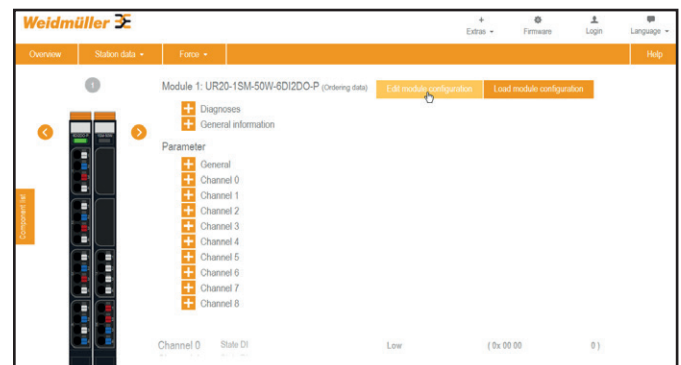 Weidmüller
Extras
Firmware
Login
Language
Overview
Station data
Force
Help
1
Module 1: UR20-1SM-50W-6DI2DO-P (Ordering data)
Edit module configuration
Load module configuration
Diagnoses
General information
Parameter
General
Channel 0
Channel 1
Channel 2
Channel 3
Channel 4
Channel 5
Channel 6
Channel 7
Channel 8
Component list
Channel 0 State DI Low ( 0x 00 00 0 )